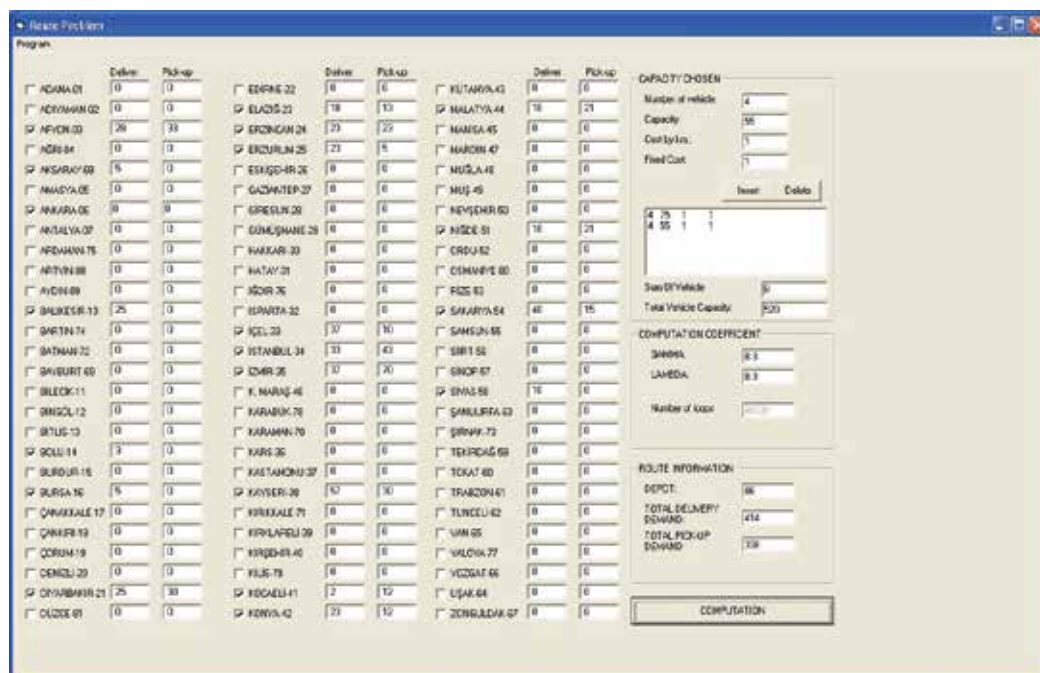 Route Problem
Program
Deliver Pick-up
ADANA-01 0 0
ADIYAMAN 02 0 0
AFYON-03 28 33
AĞRI-04 0 0
AKSARAY-68 5 0
AMASYA-05 0 0
ANKARA-06 0 0
ANTALYA-07 0 0
ARDAHAN-75 0 0
ARTVIN-08 0 0
AYDIN-09 0 0
BALIKESIR-10 25 0
BARTIN-74 0 0
BATMAN-72 0 0
BAYBURT-69 0 0
BILECIK-11 0 0
BINGÖL-12 0 0
BITLIS-13 0 0
BOLU-14 3 0
BURDUR-15 0 0
BURSA-16 5 0
ÇANAKKALE 17 0 0
ÇANKIRI-18 0 0
ÇORUM-19 0 0
DENIZLI-20 0 0
DIYARBAKIR-21 25 30
DÜZCE-81 0 0
Deliver Pick-up
EDIRNE-22 0 0
ELAZIĞ-23 18 13
ERZINCAN-24 23 23
ERZURUM-25 23 5
ESKIŞEHIR-26 0 0
GAZIANTEP-27 0 0
GIRESUN-28 0 0
GÜMÜŞHANE-29 0 0
HAKKARI-30 0 0
HATAY-31 0 0
IĞDIR-76 0 0
ISPARTA-32 0 0
IÇEL-33 37 10
ISTANBUL-34 33 43
IZMIR-35 37 70
K. MARAŞ-46 0 0
KARABUK-78 0 0
KARAMAN-70 0 0
KARS-36 0 0
KASTAMONU-37 0 0
KAYSERI-38 57 30
KIRIKKALE-71 0 0
KIRKLARELI-39 0 0
KIRŞEHIR-40 0 0
KILIS-79 0 0
KOCAELI-41 2 12
KONYA-42 23 12
Deliver Pick-up
KUTAHYA-43 0 0
MALATYA-44 18 21
MANISA-45 0 0
MARDIN-47 0 0
MUĞLA-48 0 0
MUŞ-49 0 0
NEVŞEHIR-50 0 0
NIĞDE-51 18 21
ORDU-52 0 0
OSMANIYE-80 0 0
RIZE-53 0 0
SAKARYA-54 40 15
SAMSUN-55 0 0
SIIRT-56 0 0
SINOP-57 0 0
SIVAS-58 10 0
ŞANLIURFA-63 0 0
ŞIRNAK-73 0 0
TEKIRDAĞ-59 0 0
TOKAT-60 0 0
TRABZON-61 0 0
TUNCELI-62 0 0
VAN-65 0 0
YALOVA-77 0 0
YOZGAT-66 0 0
UŞAK-64 0 0
ZONGULDAK-67 0 0
CAPACITY CHOSEN
Number of vehicle: 4
Capacity 55
Cost by km.: 1
Fixed Cost 1
Insert Delete
4 75 1 1
4 55 1 1
Sum Of Vehicle 8
Total Vehicle Capacity: 520
COMPUTATION COEFFICIENT
GAMMA: 0.3
LAMBDA: 0.3
Number of loops:
ROUTE INFORMATION
DEPOT: 06
TOTAL DELIVERY DEMAND: 414
TOTAL PICK-UP DEMAND 338
COMPUTATION